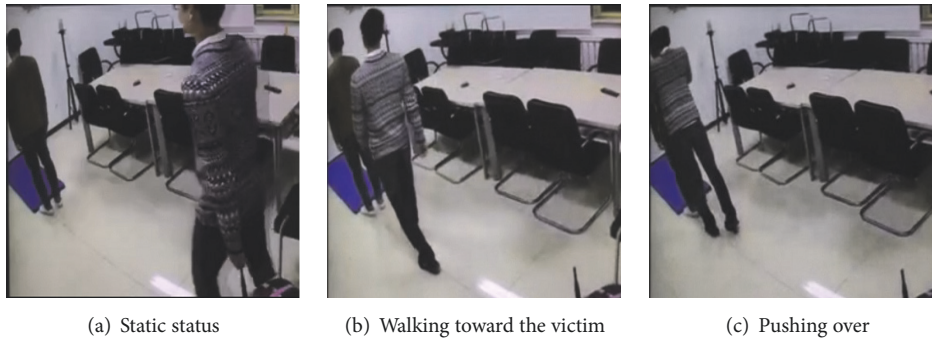 (a) Static status
(b) Walking toward the victim
(c) Pushing over